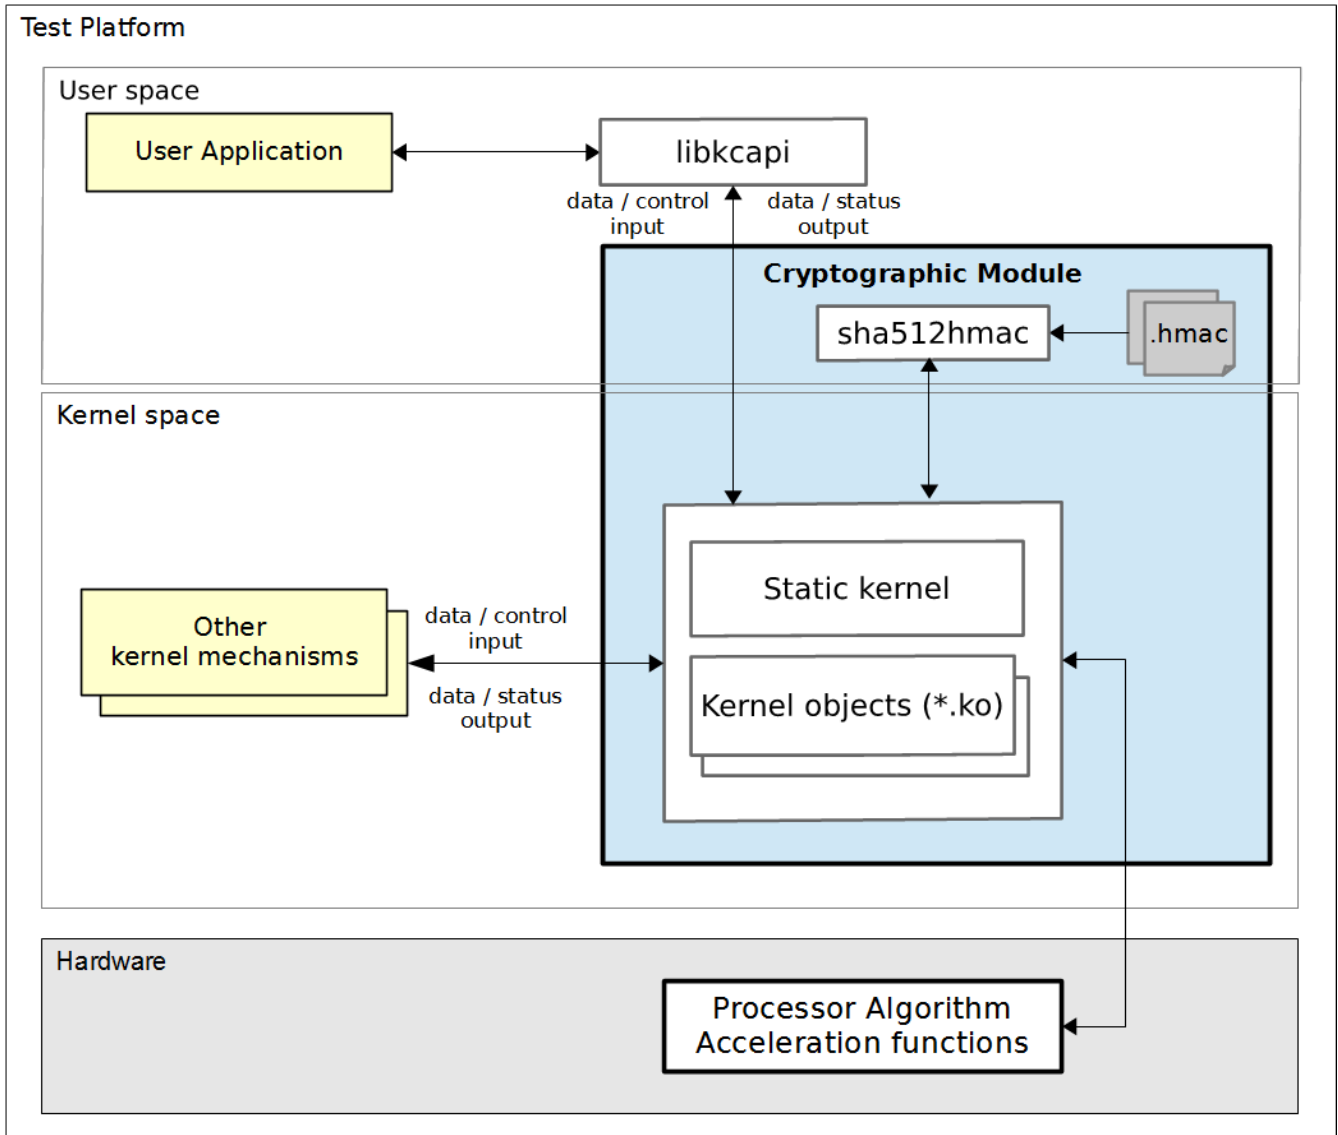 Test Platform
User space
User Application
libkcapi
data / control
input
data / status
output
Cryptographic Module
sha512hmac
.hmac
Kernel space
Static kernel
Kernel objects (*.ko)
Other
kernel mechanisms
data / control
input
data / status
output
Hardware
Processor Algorithm
Acceleration functions